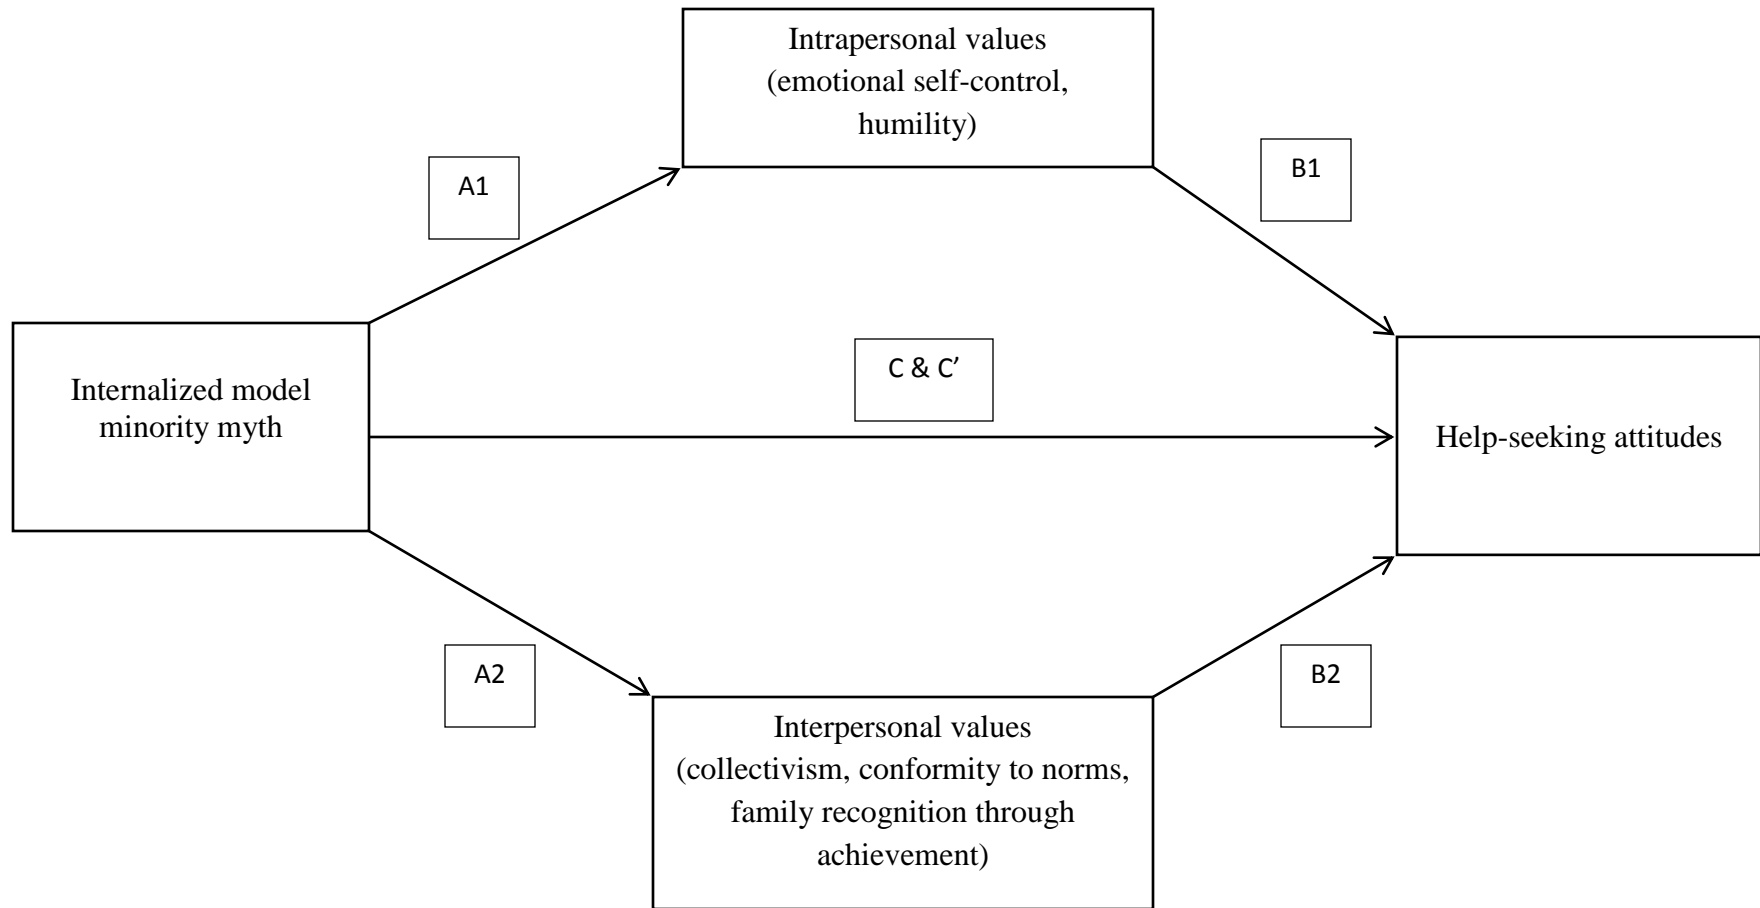 Intrapersonal values
(emotional self-control,
humility)
A1
B1
Internalized model
minority myth
C & C’
Help-seeking attitudes
A2
B2
Interpersonal values
(collectivism, conformity to norms,
family recognition through
achievement)